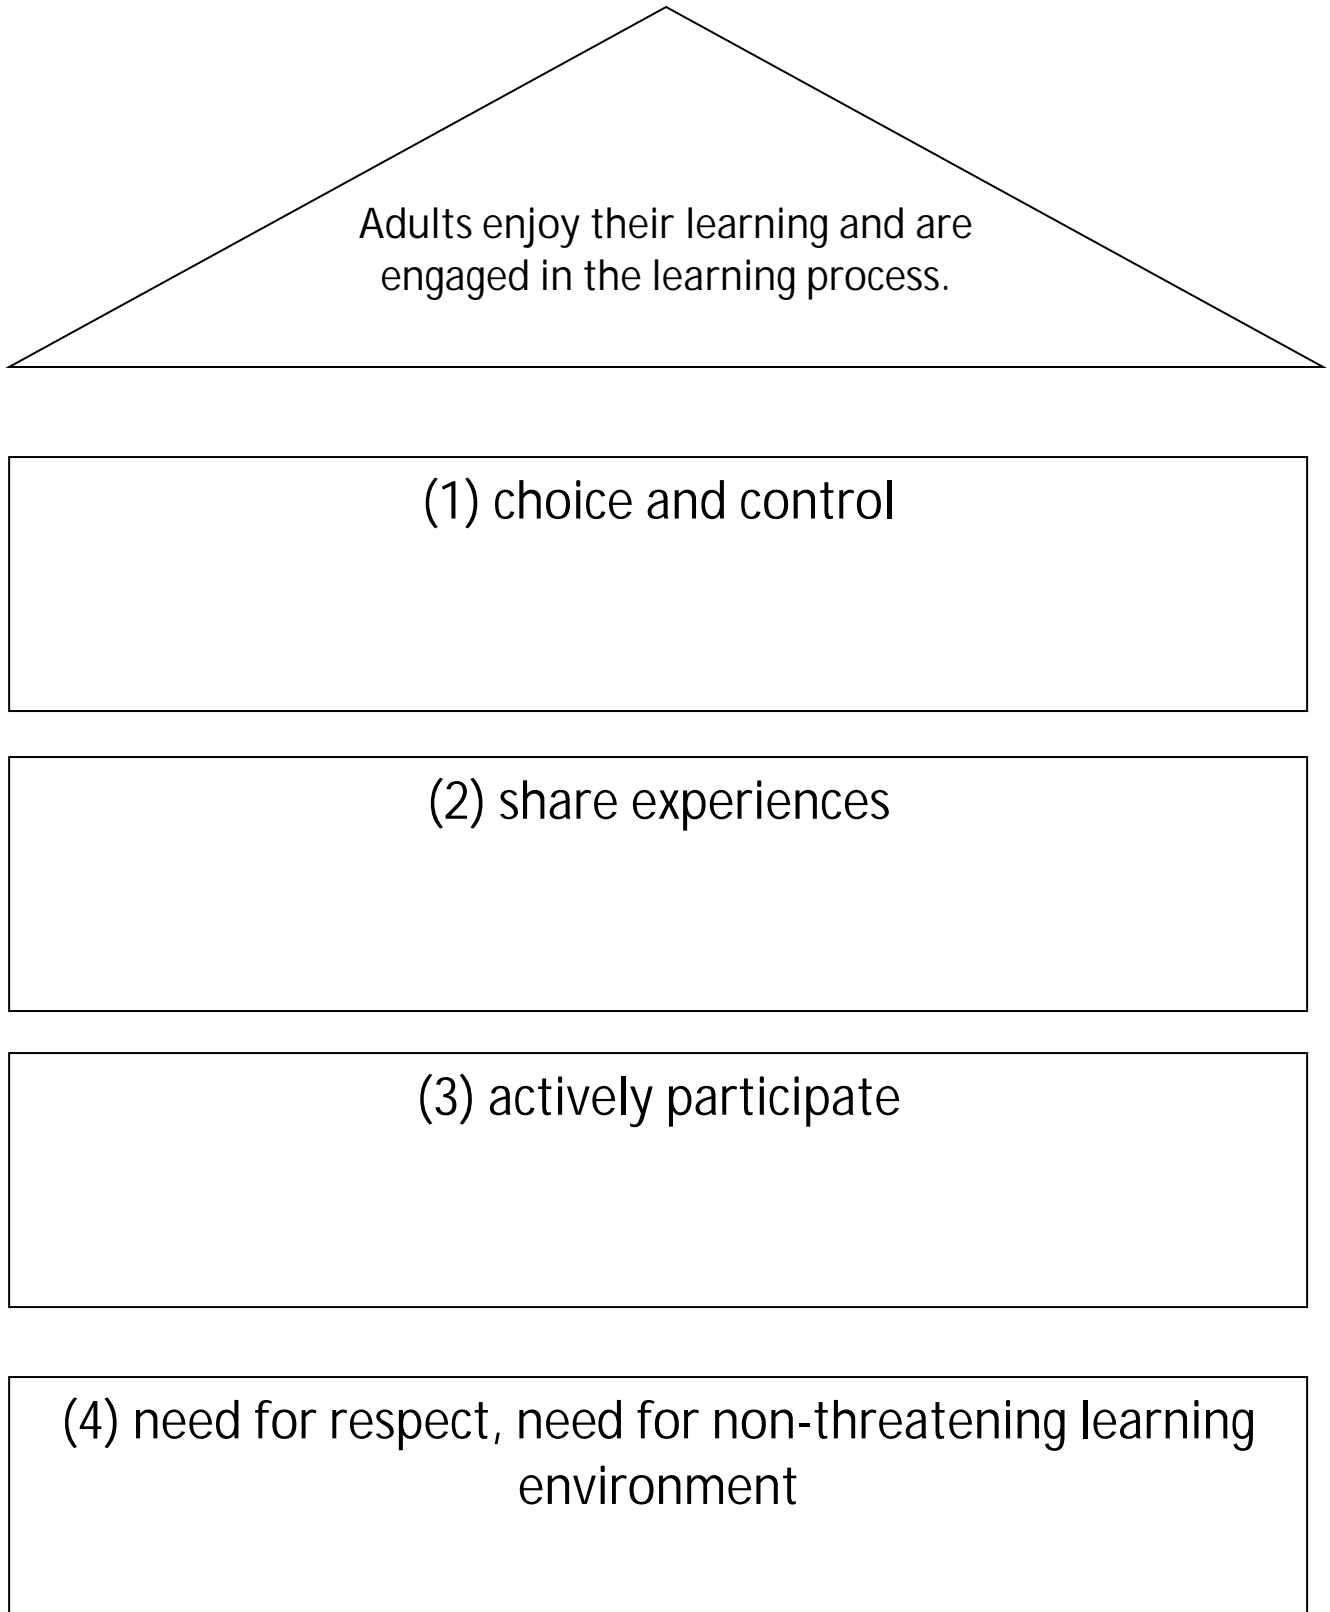 Adults enjoy their learning and are
engaged in the learning process.
(1) choice and control
(2) share experiences
(3) actively participate
(4) need for respect, need for non-threatening learning
environment